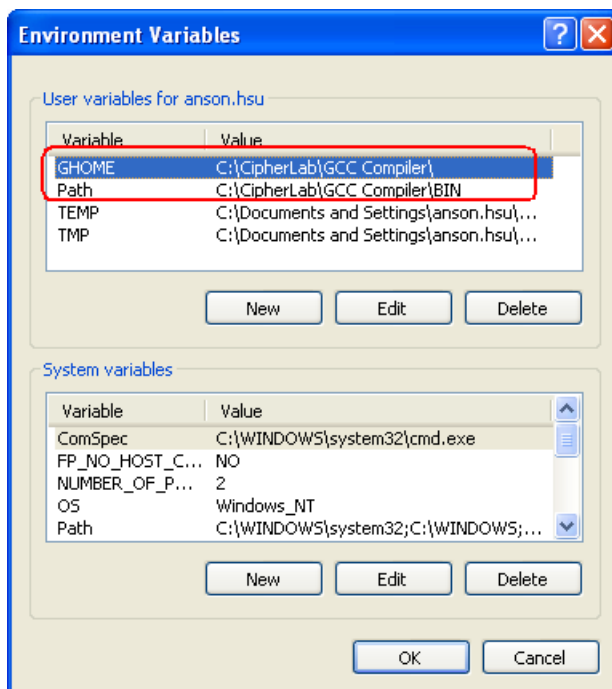 Environment Variables
User variables for anson.hsu
Variable Value
GHOME C:\CipherLab\GCC Compiler\
Path C:\CipherLab\GCC Compiler\BIN
TEMP C:\Documents and Settings\anson.hsu\...
TMP C:\Documents and Settings\anson.hsu\...
New Edit Delete
System variables
Variable Value
ComSpec C:\WINDOWS\system32\cmd.exe
FP_NO_HOST_C... NO
NUMBER_OF_P... 2
OS Windows_NT
Path C:\WINDOWS\system32;C:\WINDOWS;...
New Edit Delete
OK Cancel